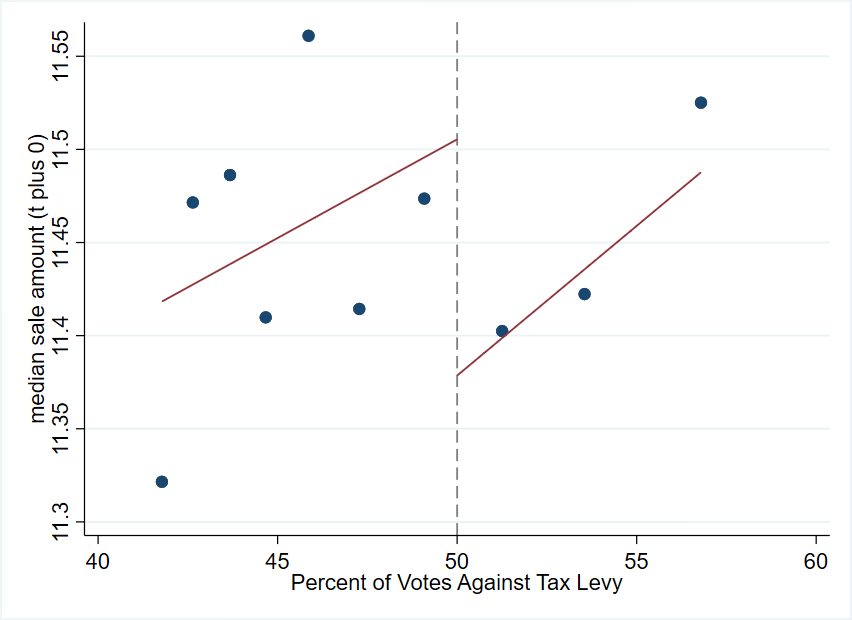 median sale amount (t plus 0)
11.55
11.5
11.45
11.4
11.35
11.3
40 45 50 55 60
Percent of Votes Against Tax Levy